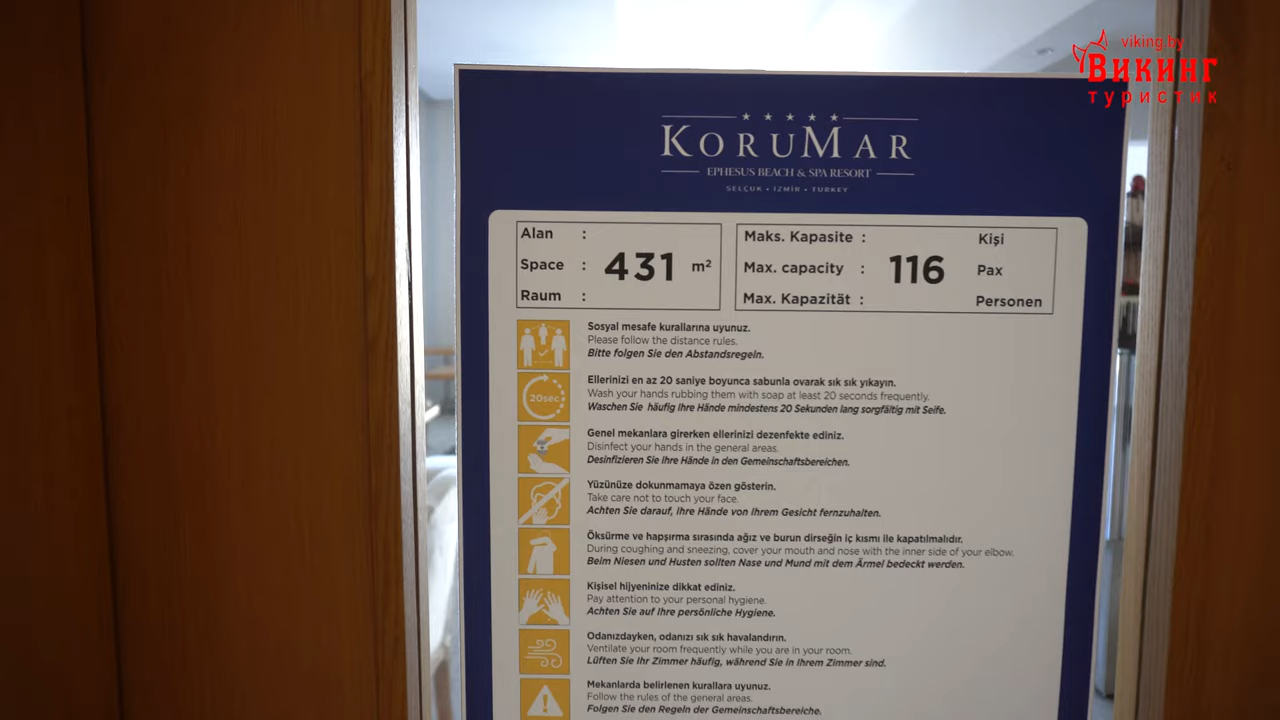 viking.by
Викинг
туристик
KORUMAR
EPHESUS BEACH & SPA RESORT
SELÇUK • IZMIR • TURKEY
Alan :
Space : 431 m²
Raum :
Maks. Kapasite : Kişi
Max. capacity : 116 Pax
Max. Kapazität : Personen
Sosyal mesafe kurallarına uyunuz.
Please follow the distance rules.
Bitte folgen Sie den Abstandsregeln.
20sec
Ellerinizi en az 20 saniye boyunca sabunla ovarak sık sık yıkayın.
Wash your hands rubbing them with soap at least 20 seconds frequently.
Waschen Sie häufig Ihre Hände mindestens 20 Sekunden lang sorgfältig mit Seife.
Genel mekanlara girerken ellerinizi dezenfekte ediniz.
Disinfect your hands in the general areas.
Desinfizieren Sie Ihre Hände in den Gemeinschaftsbereichen.
Yüzünüze dokunmamaya özen gösterin.
Take care not to touch your face.
Achten Sie darauf, Ihre Hände von Ihrem Gesicht fernzuhalten.
Öksürme ve hapşırma sırasında ağız ve burun dirseğin iç kısmı ile kapatılmalıdır.
During coughing and sneezing, cover your mouth and nose with the inner side of your elbow.
Beim Niesen und Husten sollten Nase und Mund mit dem Ärmel bedeckt werden.
Kişisel hijyeninize dikkat ediniz.
Pay attention to your personal hygiene.
Achten Sie auf Ihre persönliche Hygiene.
Odanızdayken, odanızı sık sık havalandırın.
Ventilate your room frequently while you are in your room.
Lüften Sie Ihr Zimmer häufig, während Sie in Ihrem Zimmer sind.
Mekanlarda belirlenen kurallara uyunuz.
Follow the rules of the general areas.
Folgen Sie den Regeln der Gemeinschaftsbereiche.